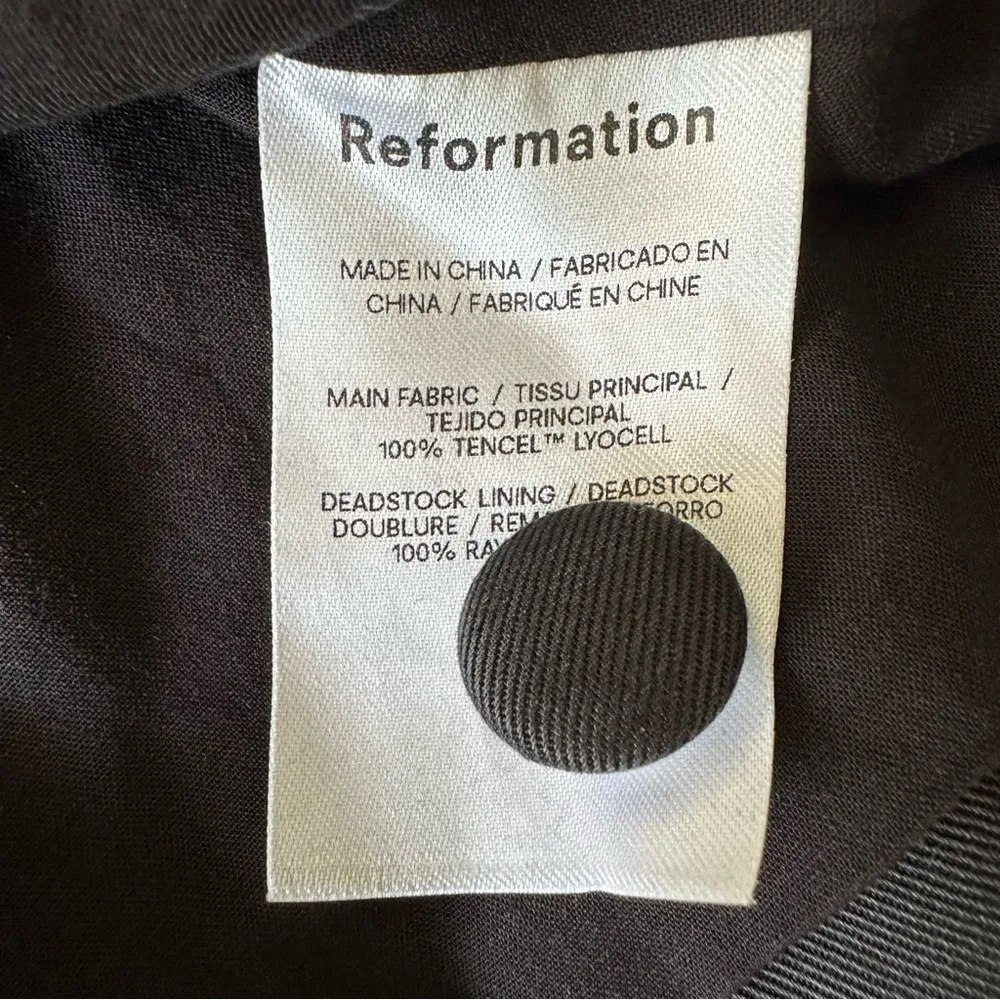 Reformation
MADE IN CHINA / FABRICADO EN
CHINA / FABRIQUÉ EN CHINE
MAIN FABRIC / TISSU PRINCIPAL /
TEJIDO PRINCIPAL
100% TENCEL™ LYOCELL
DEADSTOCK LINING / DEADSTOCK
DOUBLURE /
100%